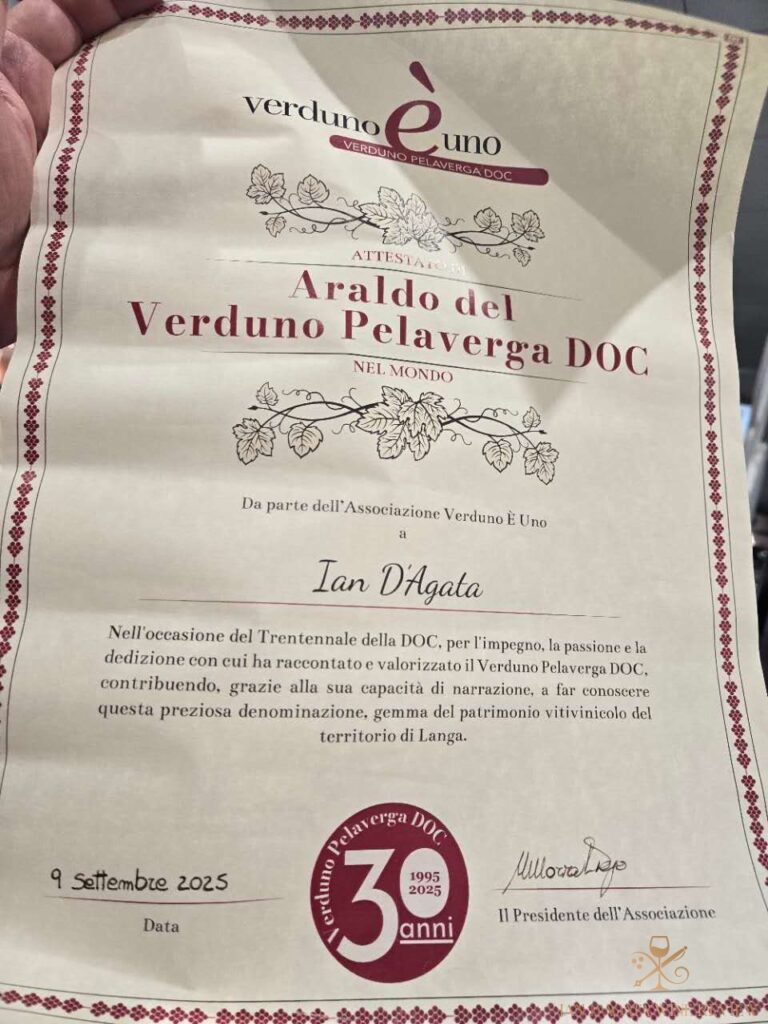 verduno è uno
VERDUNO PELAVERGA DOC
ATTESTATO DI
Araldo del
Verduno Pelaverga DOC
NEL MONDO
Da parte dell'Associazione Verduno È Uno
a
Ian D'Agata
Nell'occasione del Trentennale della DOC, per l'impegno, la passione e la
dedizione con cui ha raccontato e valorizzato il Verduno Pelaverga DOC,
contribuendo, grazie alla sua capacità di narrazione, a far conoscere
questa preziosa denominazione, gemma del patrimonio vitivinicolo del
territorio di Langa.
9 Settembre 2025
Data
Verduno Pelaverga DOC
30
1995
2025
anni
Il Presidente dell'Associazione